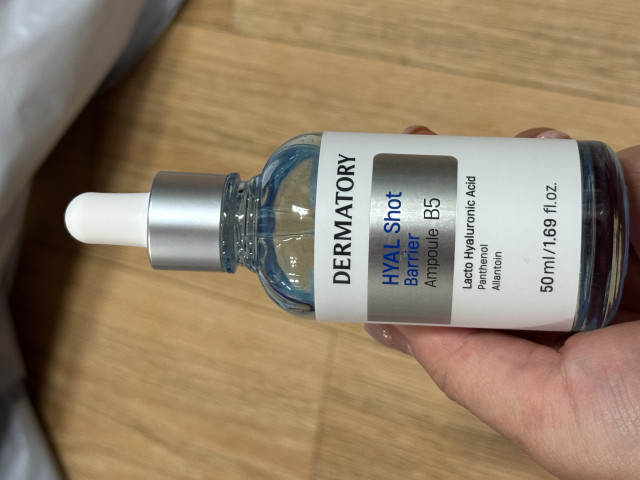 DERMATORY
HYAL Shot
Barrier
Ampoule B5
Lacto Hyaluronic Acid
Panthenol
Allantoin
50ml/1.69 fl.oz.